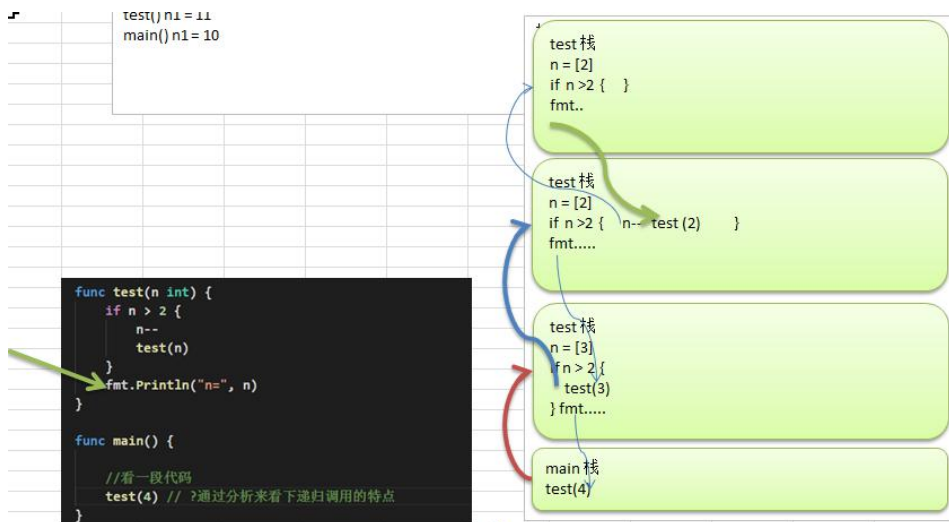 test() n1 = 11
main() n1 = 10
test 栈
n = [2]
if n >2 { }
fmt..
test 栈
n = [2]
if n >2 { n-- test (2) }
fmt.....
test 栈
n = [3]
if n > 2 {
test(3)
} fmt.....
main 栈
test(4)
func test(n int) {
if n > 2 {
n--
test(n)
}
fmt.Println("n=", n)
}
func main() {
//看一段代码
test(4) // ?通过分析来看下递归调用的特点
}